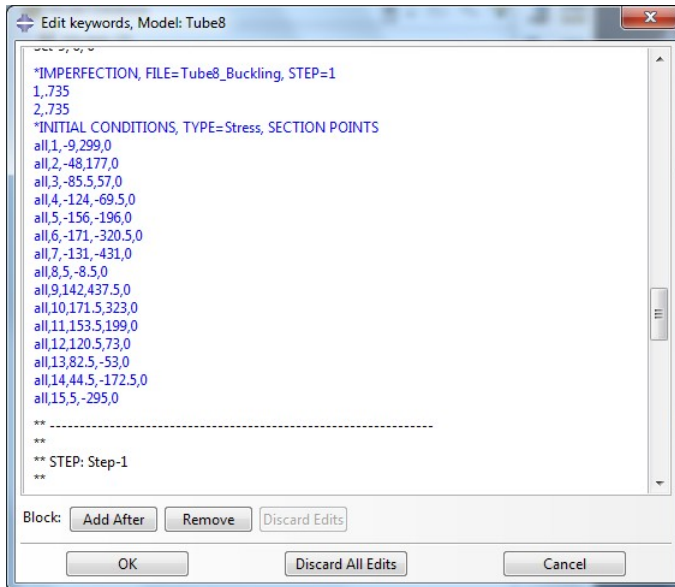 Edit keywords, Model: Tube8
*IMPERFECTION, FILE=Tube8_Buckling, STEP=1
1,.735
2,.735
*INITIAL CONDITIONS, TYPE=Stress, SECTION POINTS
all,1,-9,299,0
all,2,-48,177,0
all,3,-85.5,57,0
all,4,-124,-69.5,0
all,5,-156,-196,0
all,6,-171,-320.5,0
all,7,-131,-431,0
all,8,5,-8.5,0
all,9,142,437.5,0
all,10,171.5,323,0
all,11,153.5,199,0
all,12,120.5,73,0
all,13,82.5,-53,0
all,14,44.5,-172.5,0
all,15,5,-295,0
** ----------------------------------------------------------------
**
** STEP: Step-1
**
Block: Add After Remove Discard Edits
OK Discard All Edits Cancel